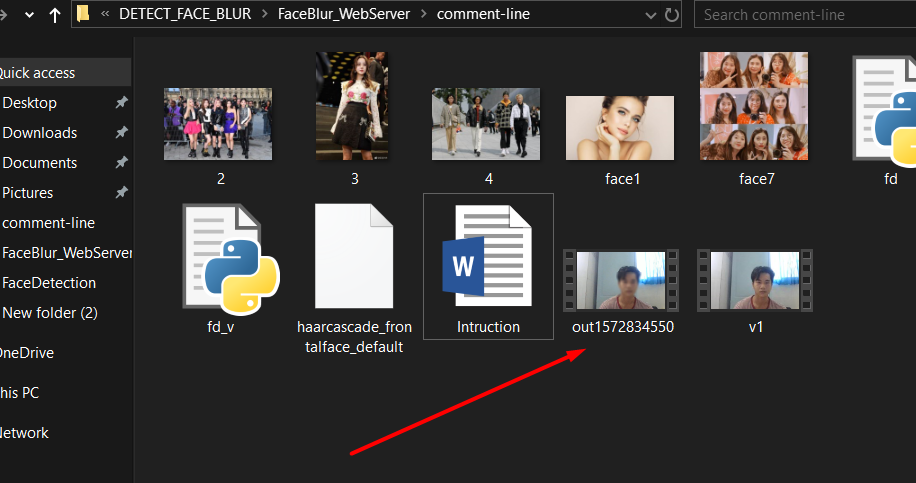 « DETECT_FACE_BLUR > FaceBlur_WebServer > comment-line
Search comment-line
Quick access
Desktop
Downloads
Documents
Pictures
comment-line
FaceBlur_WebServer
FaceDetection
New folder (2)
OneDrive
This PC
Network
2
3
4
face1
face7
fd
fd_v
haarcascade_fron
talface_default
W
Intruction
out1572834550
v1